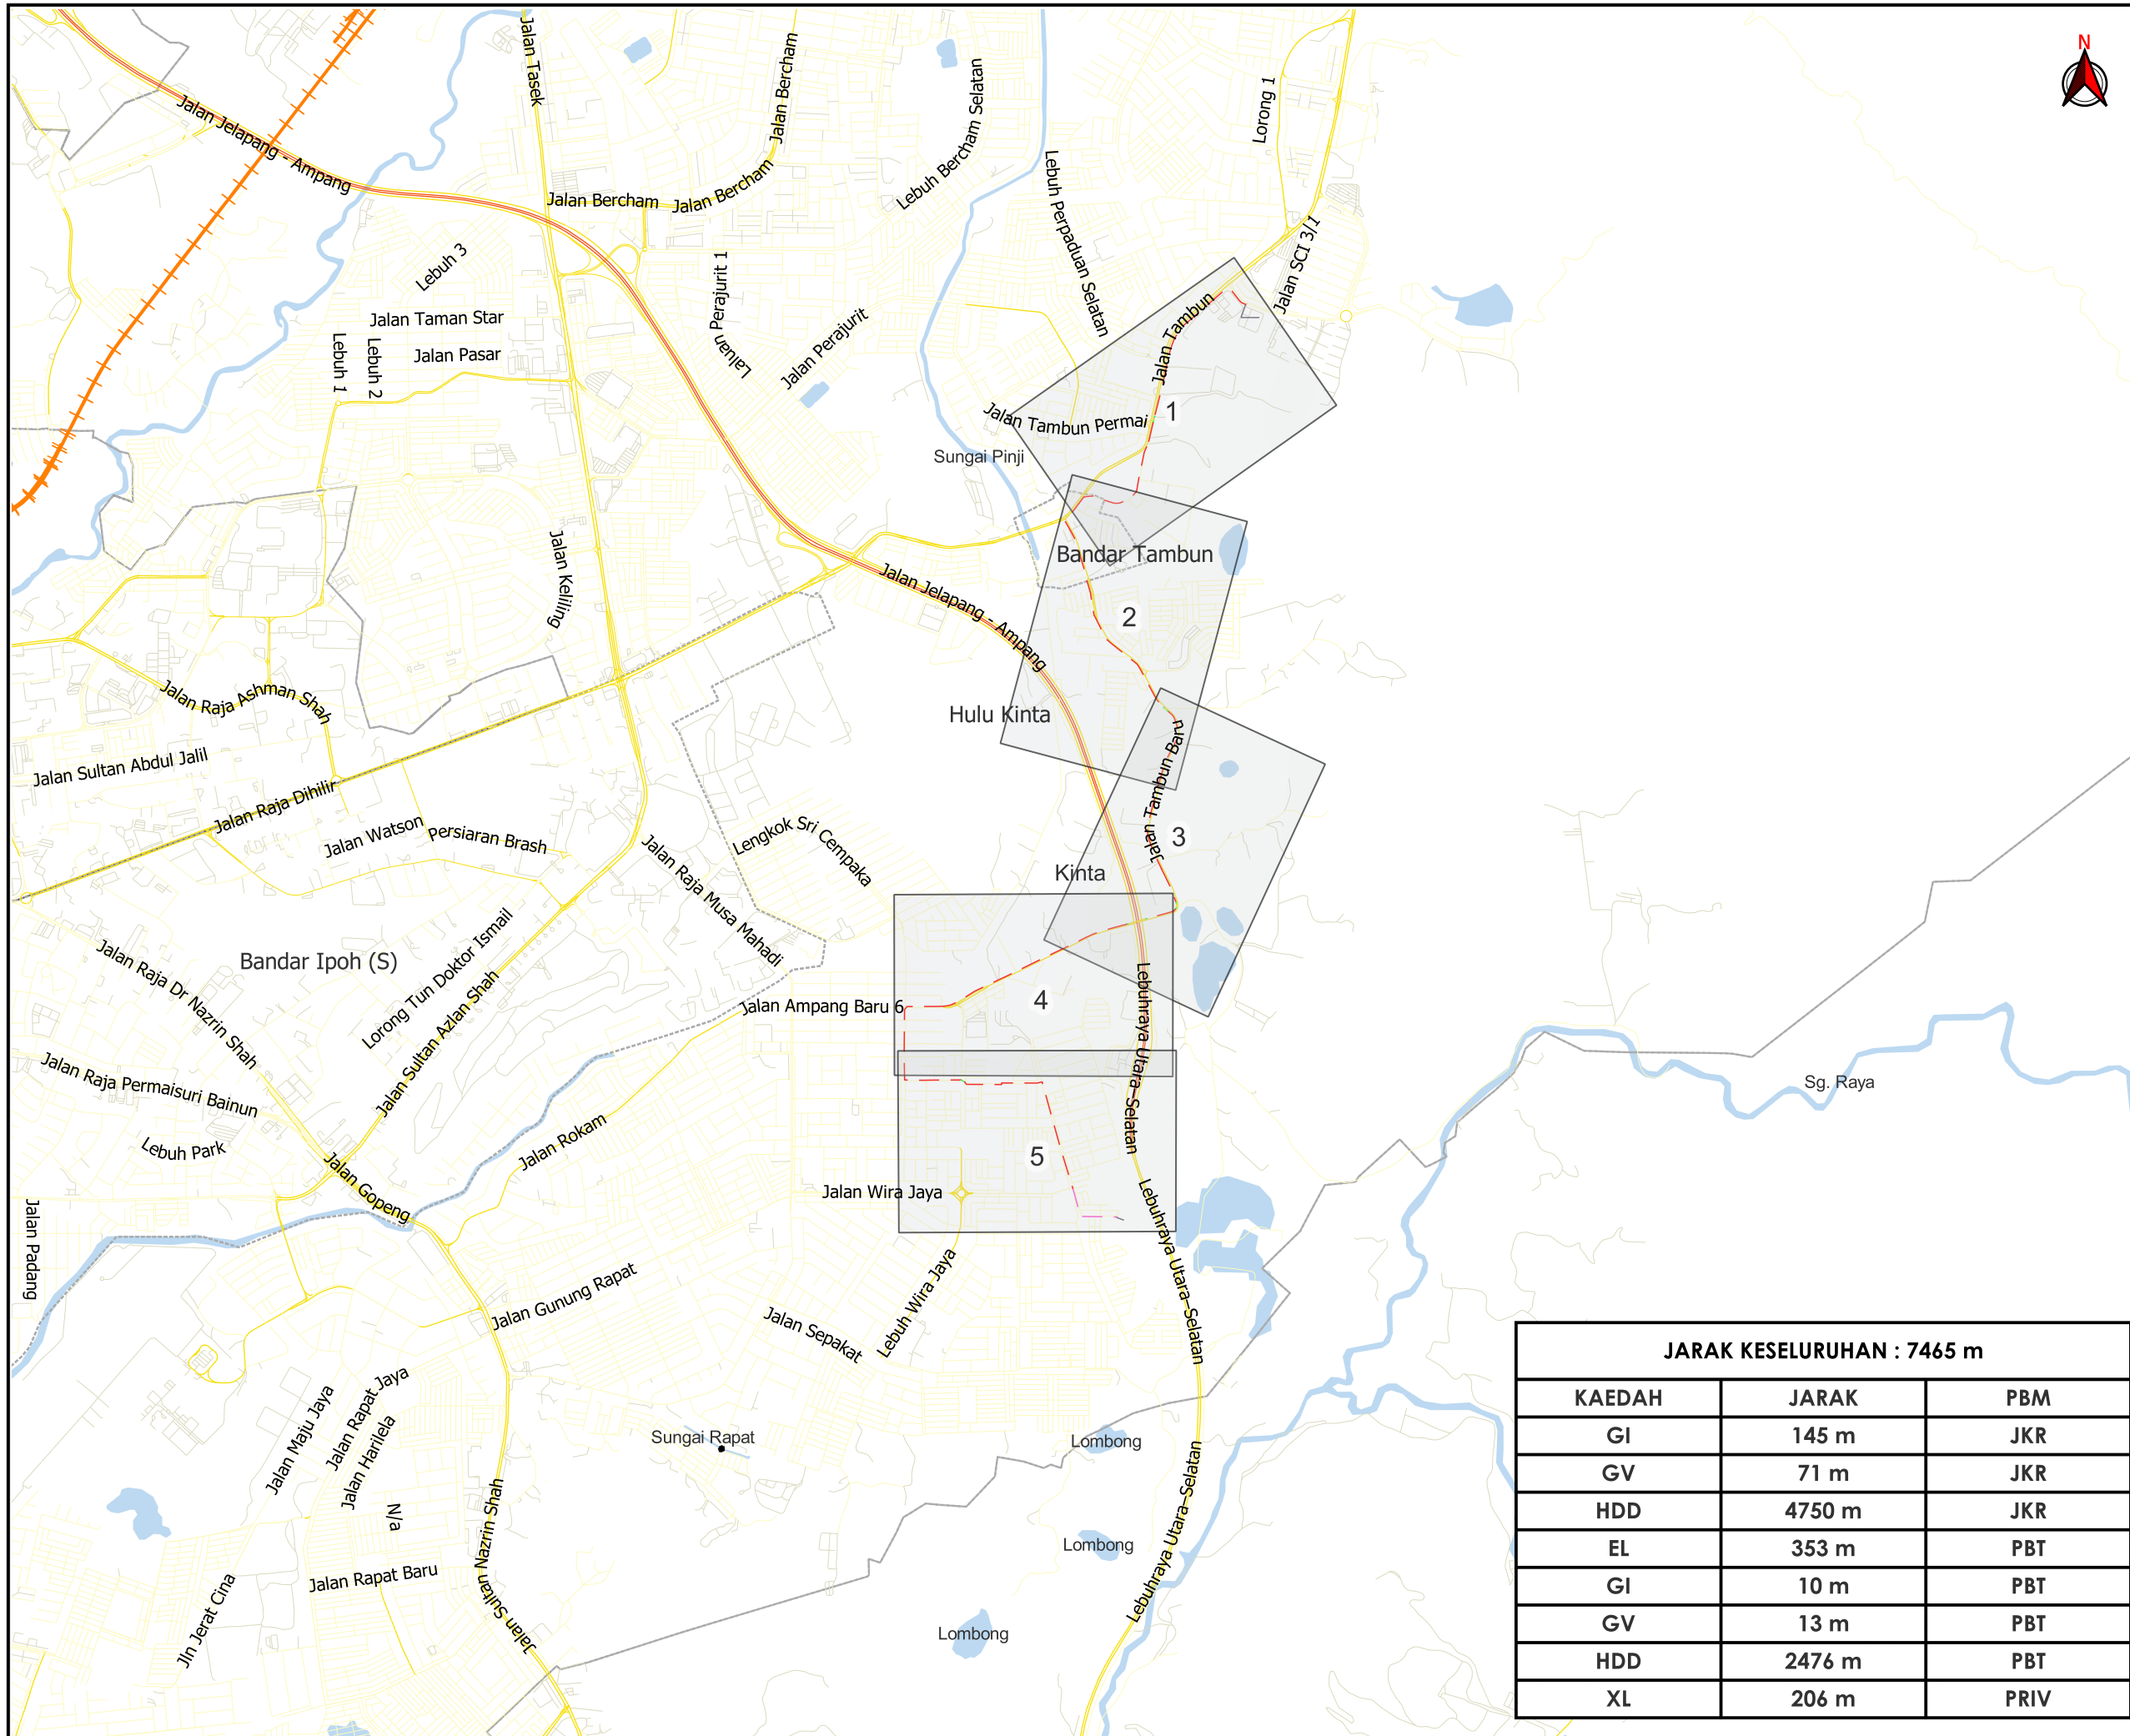 N
Jalan Tasek
Jalan Bercham
Lebuh Bercham Selatan
Lorong 1
Jalan Jelapang - Ampang
Jalan Bercham
Jalan Bercham
Lebuh Perpaduan Selatan
Jalan SCI 3/1
Lebuh 3
Laluan Perajurit 1
Jalan Perajurit
Jalan Taman Star
Jalan Pasar
Lebuh 1
Lebuh 2
Jalan Tambun
1
Jalan Tambun Permai
Sungai Pinji
Bandar Tambun
Jalan Keliling
Jalan Jelapang - Ampang
2
Jalan Raja Ashman Shah
Hulu Kinta
Jalan Sultan Abdul Jalil
Jalan Raja Dihilir
Jalan Tambun Baru
3
Jalan Watson
Persiaran Brash
Lengkok Sri Cempaka
Jalan Raja Musa Mahadi
Kinta
Jalan Raja Dr Nazrin Shah
Bandar Ipoh (S)
Lorong Tun Doktor Ismail
Jalan Sultan Azlan Shah
Jalan Ampang Baru 6
4
Lebuhraya Utara-Selatan
Jalan Raja Permaisuri Bainun
Sg. Raya
Lebuh Park
Jalan Rokam
5
Jalan Gopeng
Jalan Wira Jaya
Jalan Padang
Lebuhraya Utara-Selatan
Jalan Gunung Rapat
Lebuh Wira Jaya
Jalan Sepakat
Jalan Maju Jaya
Jalan Rapat Jaya
Jalan Harilela
Sungai Rapat
Lombong
N/a
Jalan Sultan Nazrin Shah
Lebuhraya Utara-Selatan
Lombong
Jalan Rapat Baru
Jln Jerat Cina
Lombong
JARAK KESELURUHAN : 7465 m
KAEDAH JARAK PBM
GI 145 m JKR
GV 71 m JKR
HDD 4750 m JKR
EL 353 m PBT
GI 10 m PBT
GV 13 m PBT
HDD 2476 m PBT
XL 206 m PRIV